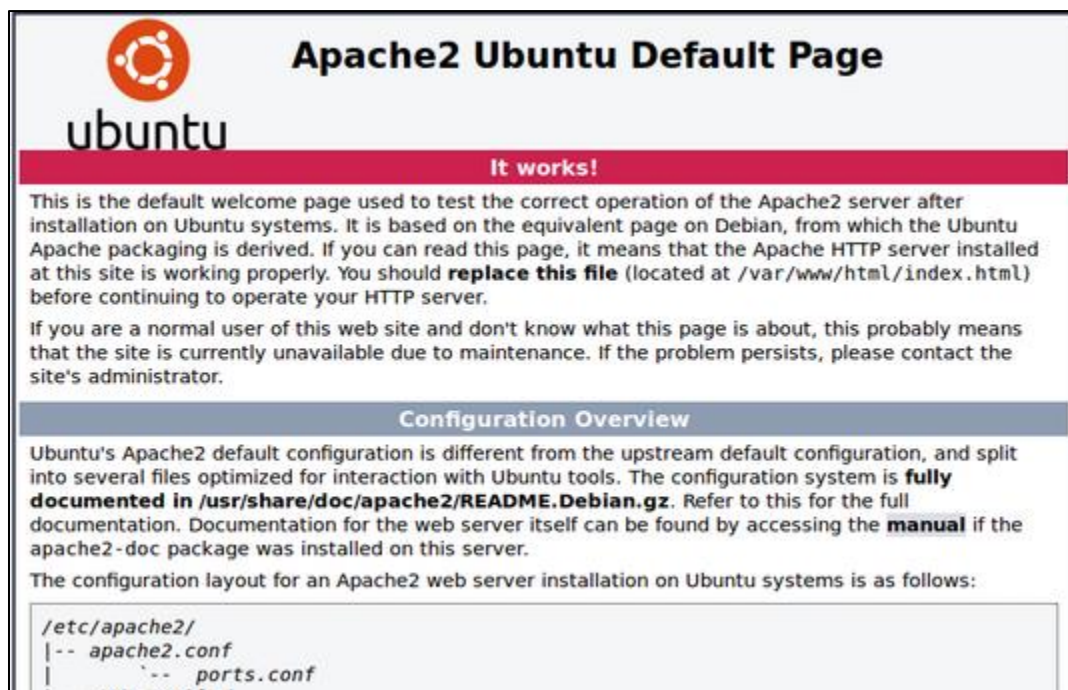 ubuntu
Apache2 Ubuntu Default Page
It works!
This is the default welcome page used to test the correct operation of the Apache2 server after
installation on Ubuntu systems. It is based on the equivalent page on Debian, from which the Ubuntu
Apache packaging is derived. If you can read this page, it means that the Apache HTTP server installed
at this site is working properly. You should replace this file (located at /var/www/html/index.html)
before continuing to operate your HTTP server.
If you are a normal user of this web site and don't know what this page is about, this probably means
that the site is currently unavailable due to maintenance. If the problem persists, please contact the
site's administrator.
Configuration Overview
Ubuntu's Apache2 default configuration is different from the upstream default configuration, and split
into several files optimized for interaction with Ubuntu tools. The configuration system is fully
documented in /usr/share/doc/apache2/README.Debian.gz. Refer to this for the full
documentation. Documentation for the web server itself can be found by accessing the manual if the
apache2-doc package was installed on this server.
The configuration layout for an Apache2 web server installation on Ubuntu systems is as follows:
/etc/apache2/
|-- apache2.conf
|       `--  ports.conf